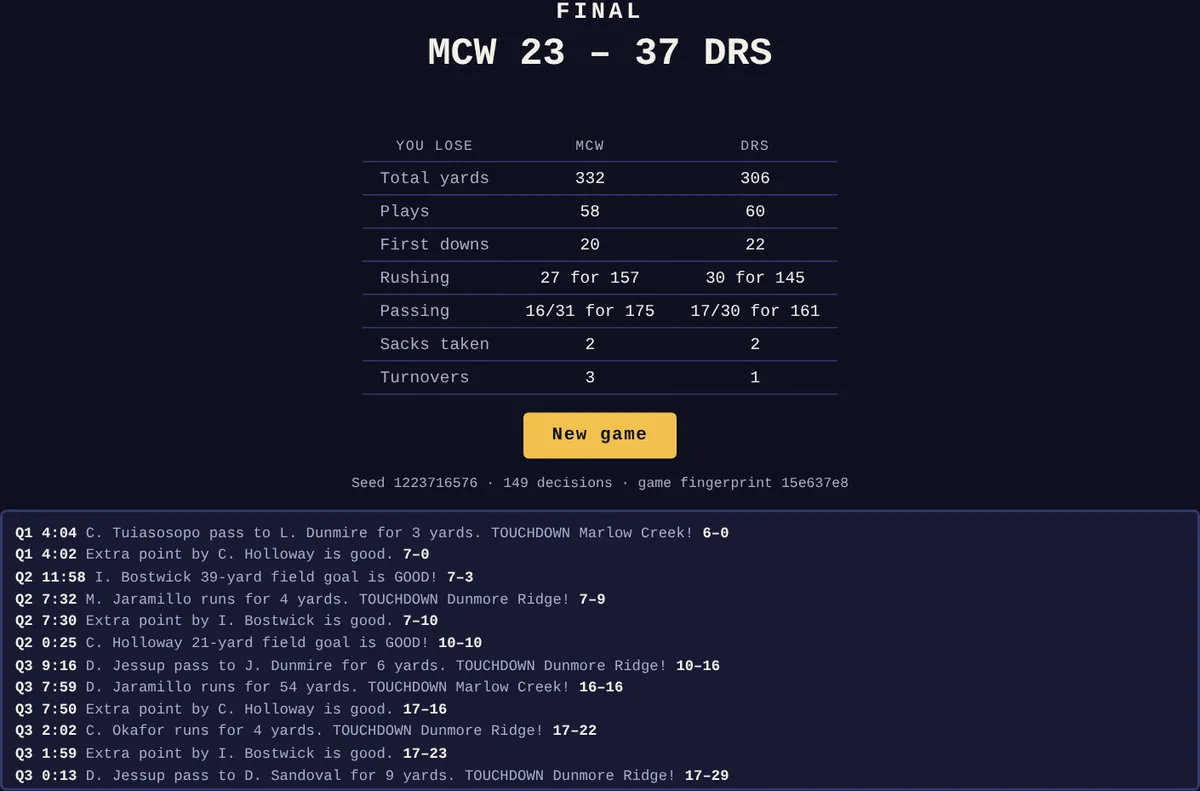 FINAL
MCW 23 – 37 DRS
YOU LOSE MCW DRS
Total yards 332 306
Plays 58 60
First downs 20 22
Rushing 27 for 157 30 for 145
Passing 16/31 for 175 17/30 for 161
Sacks taken 2 2
Turnovers 3 1
New game
Seed 1223716576 · 149 decisions · game fingerprint 15e637e8
Q1 4:04 C. Tuiasosopo pass to L. Dunmire for 3 yards. TOUCHDOWN Marlow Creek! 6–0
Q1 4:02 Extra point by C. Holloway is good. 7–0
Q2 11:58 I. Bostwick 39-yard field goal is GOOD! 7–3
Q2 7:32 M. Jaramillo runs for 4 yards. TOUCHDOWN Dunmore Ridge! 7–9
Q2 7:30 Extra point by I. Bostwick is good. 7–10
Q2 0:25 C. Holloway 21-yard field goal is GOOD! 10–10
Q3 9:16 D. Jessup pass to J. Dunmire for 6 yards. TOUCHDOWN Dunmore Ridge! 10–16
Q3 7:59 D. Jaramillo runs for 54 yards. TOUCHDOWN Marlow Creek! 16–16
Q3 7:50 Extra point by C. Holloway is good. 17–16
Q3 2:02 C. Okafor runs for 4 yards. TOUCHDOWN Dunmore Ridge! 17–22
Q3 1:59 Extra point by I. Bostwick is good. 17–23
Q3 0:13 D. Jessup pass to D. Sandoval for 9 yards. TOUCHDOWN Dunmore Ridge! 17–29